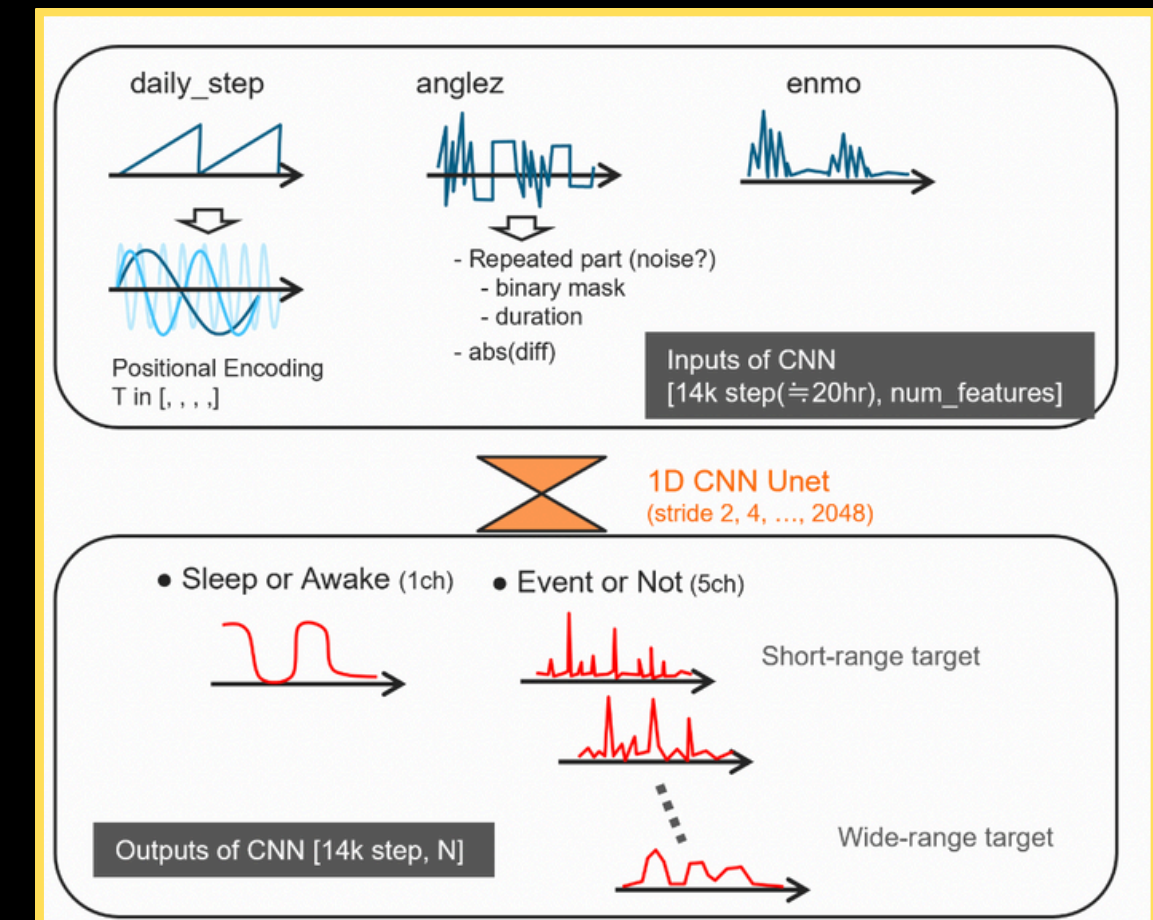 daily_step
anglez
enmo
- Repeated part (noise?)
- binary mask
- duration
- abs(diff)
Positional Encoding
T in [, , , ,]
Inputs of CNN
[14k step(≒20hr), num_features]
1D CNN Unet
(stride 2, 4, …, 2048)
● Sleep or Awake (1ch)
● Event or Not (5ch)
Short-range target
Wide-range target
Outputs of CNN [14k step, N]